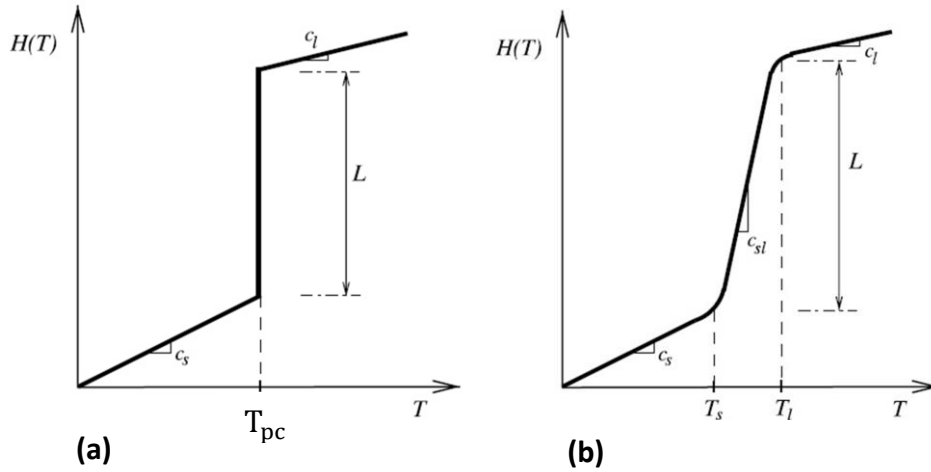 H(T)
c_l
L
c_s
T
T_pc
(a)
H(T)
c_l
L
c_sl
c_s
T_s
T_l
T
(b)